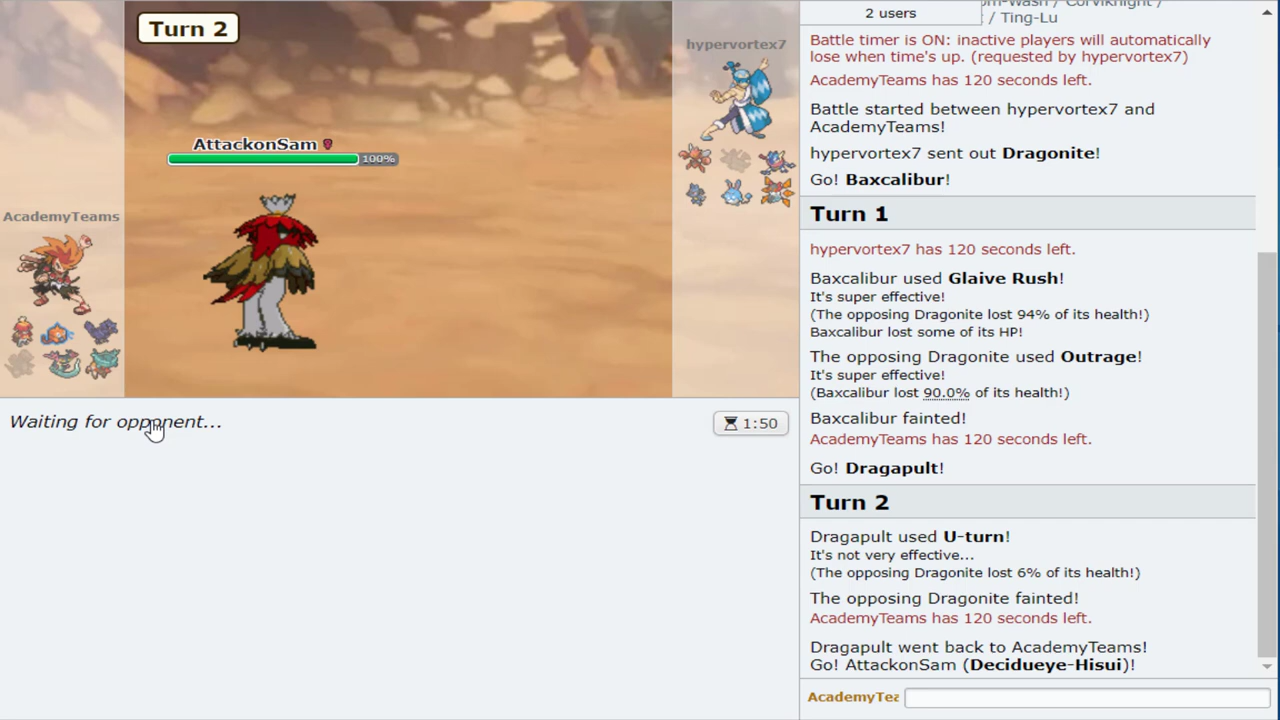 Turn 2
AttackonSam
100%
AcademyTeams
hypervortex7
Waiting for opponent...
1:50
2 users
/ Corviknight /
/ Ting-Lu
Battle timer is ON: inactive players will automatically
lose when time's up. (requested by hypervortex7)
AcademyTeams has 120 seconds left.
Battle started between hypervortex7 and
AcademyTeams!
hypervortex7 sent out Dragonite!
Go! Baxcalibur!
Turn 1
hypervortex7 has 120 seconds left.
Baxcalibur used Glaive Rush!
It's super effective!
(The opposing Dragonite lost 94% of its health!)
Baxcalibur lost some of its HP!
The opposing Dragonite used Outrage!
It's super effective!
(Baxcalibur lost 90.0% of its health!)
Baxcalibur fainted!
AcademyTeams has 120 seconds left.
Go! Dragapult!
Turn 2
Dragapult used U-turn!
It's not very effective...
(The opposing Dragonite lost 6% of its health!)
The opposing Dragonite fainted!
AcademyTeams has 120 seconds left.
Dragapult went back to AcademyTeams!
Go! AttackonSam (Decidueye-Hisui)!
AcademyTea